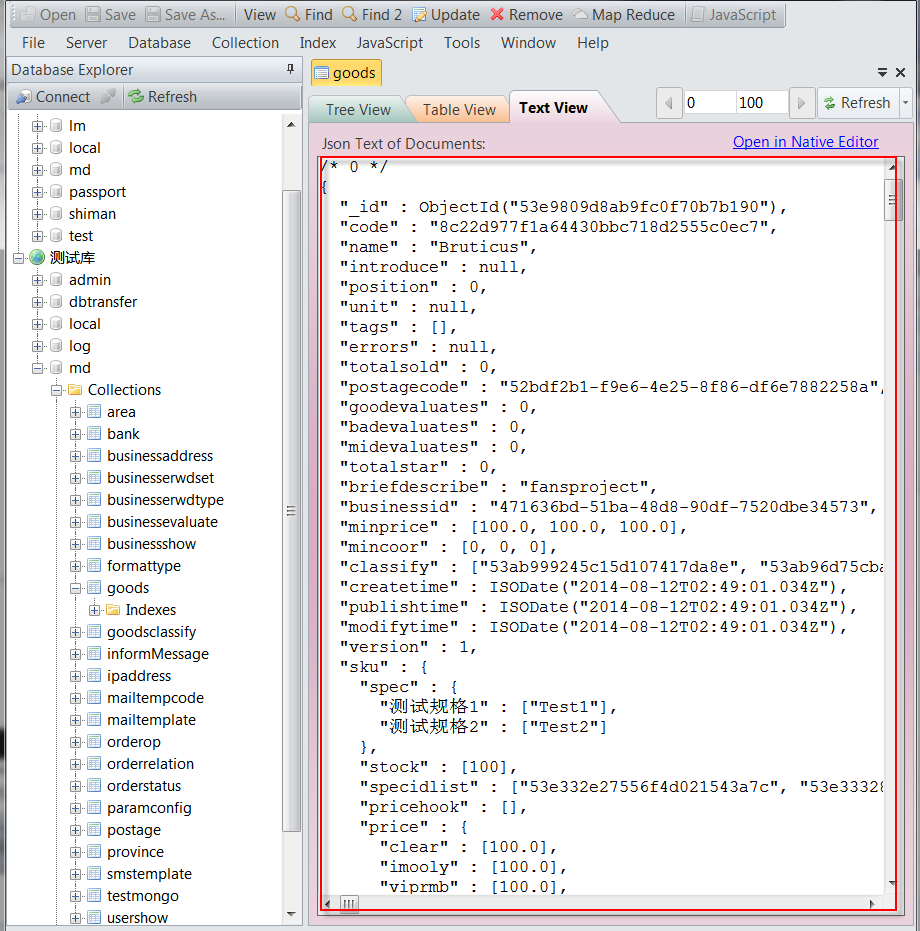 Open Save Save As... View Find Find 2 Update Remove Map Reduce JavaScript
File Server Database Collection Index JavaScript Tools Window Help
Database Explorer
Connect Refresh
lm
local
md
passport
shiman
test
测试库
admin
dbtransfer
local
log
md
Collections
area
bank
businessaddress
businesserwdset
businesserwdtype
businessevaluate
businessshow
formattype
goods
Indexes
goodsclassify
informMessage
ipaddress
mailtempcode
mailtemplate
orderop
orderrelation
orderstatus
paramconfig
postage
province
smstemplate
testmongo
usershow
goods
Tree View Table View Text View 0 100 Refresh
Json Text of Documents: Open in Native Editor
/* 0 */
{
"_id" : ObjectId("53e9809d8ab9fc0f70b7b190"),
"code" : "8c22d977f1a64430bbc718d2555c0ec7",
"name" : "Bruticus",
"introduce" : null,
"position" : 0,
"unit" : null,
"tags" : [],
"errors" : null,
"totalsold" : 0,
"postagecode" : "52bdf2b1-f9e6-4e25-8f86-df6e7882258a",
"goodevaluates" : 0,
"badevaluates" : 0,
"midevaluates" : 0,
"totalstar" : 0,
"briefdescribe" : "fansproject",
"businessid" : "471636bd-51ba-48d8-90df-7520dbe34573",
"minprice" : [100.0, 100.0, 100.0],
"mincoor" : [0, 0, 0],
"classify" : ["53ab999245c15d107417da8e", "53ab96d75cba
"createtime" : ISODate("2014-08-12T02:49:01.034Z"),
"publishtime" : ISODate("2014-08-12T02:49:01.034Z"),
"modifytime" : ISODate("2014-08-12T02:49:01.034Z"),
"version" : 1,
"sku" : {
"spec" : {
"测试规格1" : ["Test1"],
"测试规格2" : ["Test2"]
},
"stock" : [100],
"specidlist" : ["53e332e27556f4d021543a7c", "53e33328
"pricehook" : [],
"price" : {
"clear" : [100.0],
"imooly" : [100.0],
"viprmb" : [100.0],